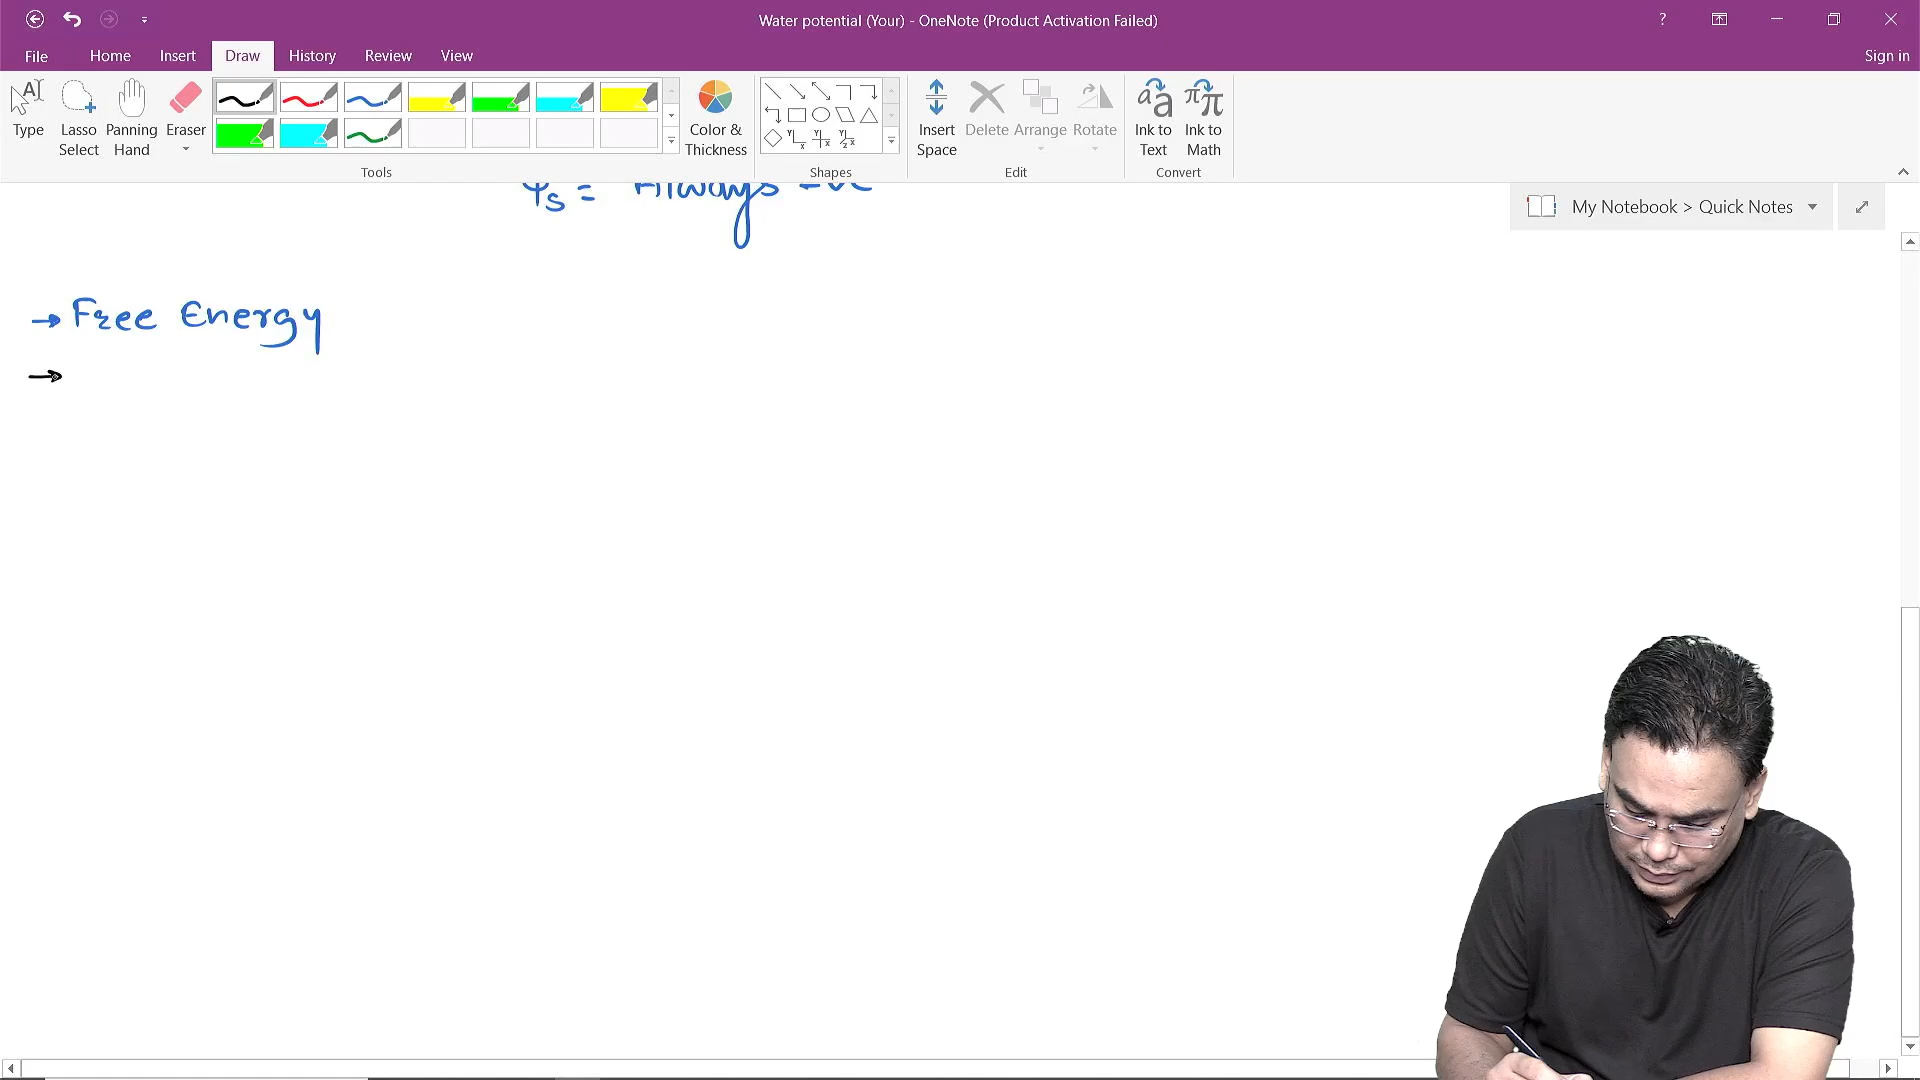 Water potential (Your) - OneNote (Product Activation Failed)
?
File Home Insert Draw History Review View
Sign in
Type
Lasso Select
Panning Hand
Eraser
Color & Thickness
Insert Space
Delete
Arrange
Rotate
Ink to Text
Ink to Math
Tools
Shapes
Edit
Convert
ψs = Always -ve
My Notebook > Quick Notes
→ Free Energy
→